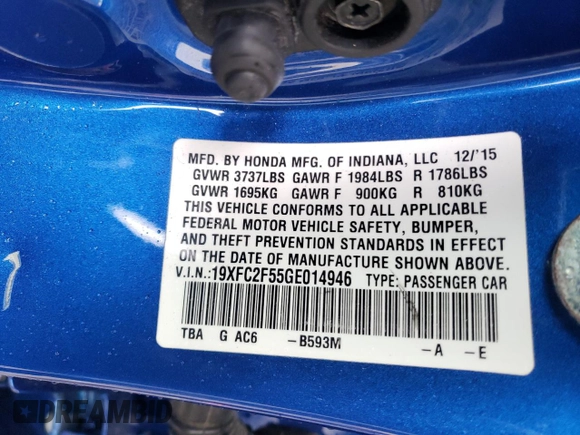 MFD. BY HONDA MFG. OF INDIANA, LLC 12/'15
GVWR 3737LBS GAWR F 1984LBS R 1786LBS
GVWR 1695KG GAWR F 900KG R 810KG
THIS VEHICLE CONFORMS TO ALL APPLICABLE
FEDERAL MOTOR VEHICLE SAFETY, BUMPER,
AND THEFT PREVENTION STANDARDS IN EFFECT
ON THE DATE OF MANUFACTURE SHOWN ABOVE.
V.I.N.:19XFC2F55GE014946 TYPE: PASSENGER CAR
TBA G AC6 -B593M -A -E
DREAMBID